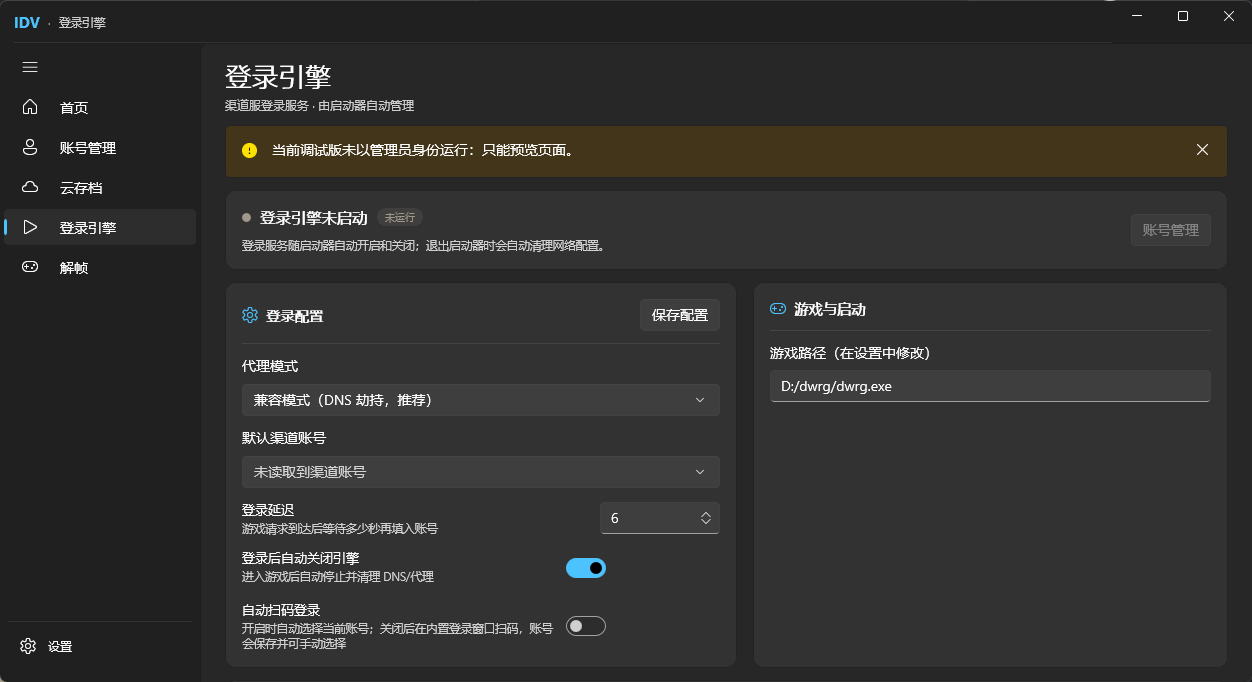 IDV · 登录引擎
首页
账号管理
云存档
登录引擎
解帧
设置
登录引擎
渠道服登录服务 · 由启动器自动管理
当前调试版未以管理员身份运行：只能预览页面。
登录引擎未启动 未运行
登录服务随启动器自动开启和关闭；退出启动器时会自动清理网络配置。
账号管理
登录配置
保存配置
代理模式
兼容模式（DNS 劫持，推荐）
默认渠道账号
未读取到渠道账号
登录延迟
游戏请求到达后等待多少秒再填入账号
6
登录后自动关闭引擎
进入游戏后自动停止并清理 DNS/代理
自动扫码登录
开启时自动选择当前账号；关闭后在内置登录窗口扫码，账号
会保存并可手动选择
游戏与启动
游戏路径（在设置中修改）
D:/dwrg/dwrg.exe